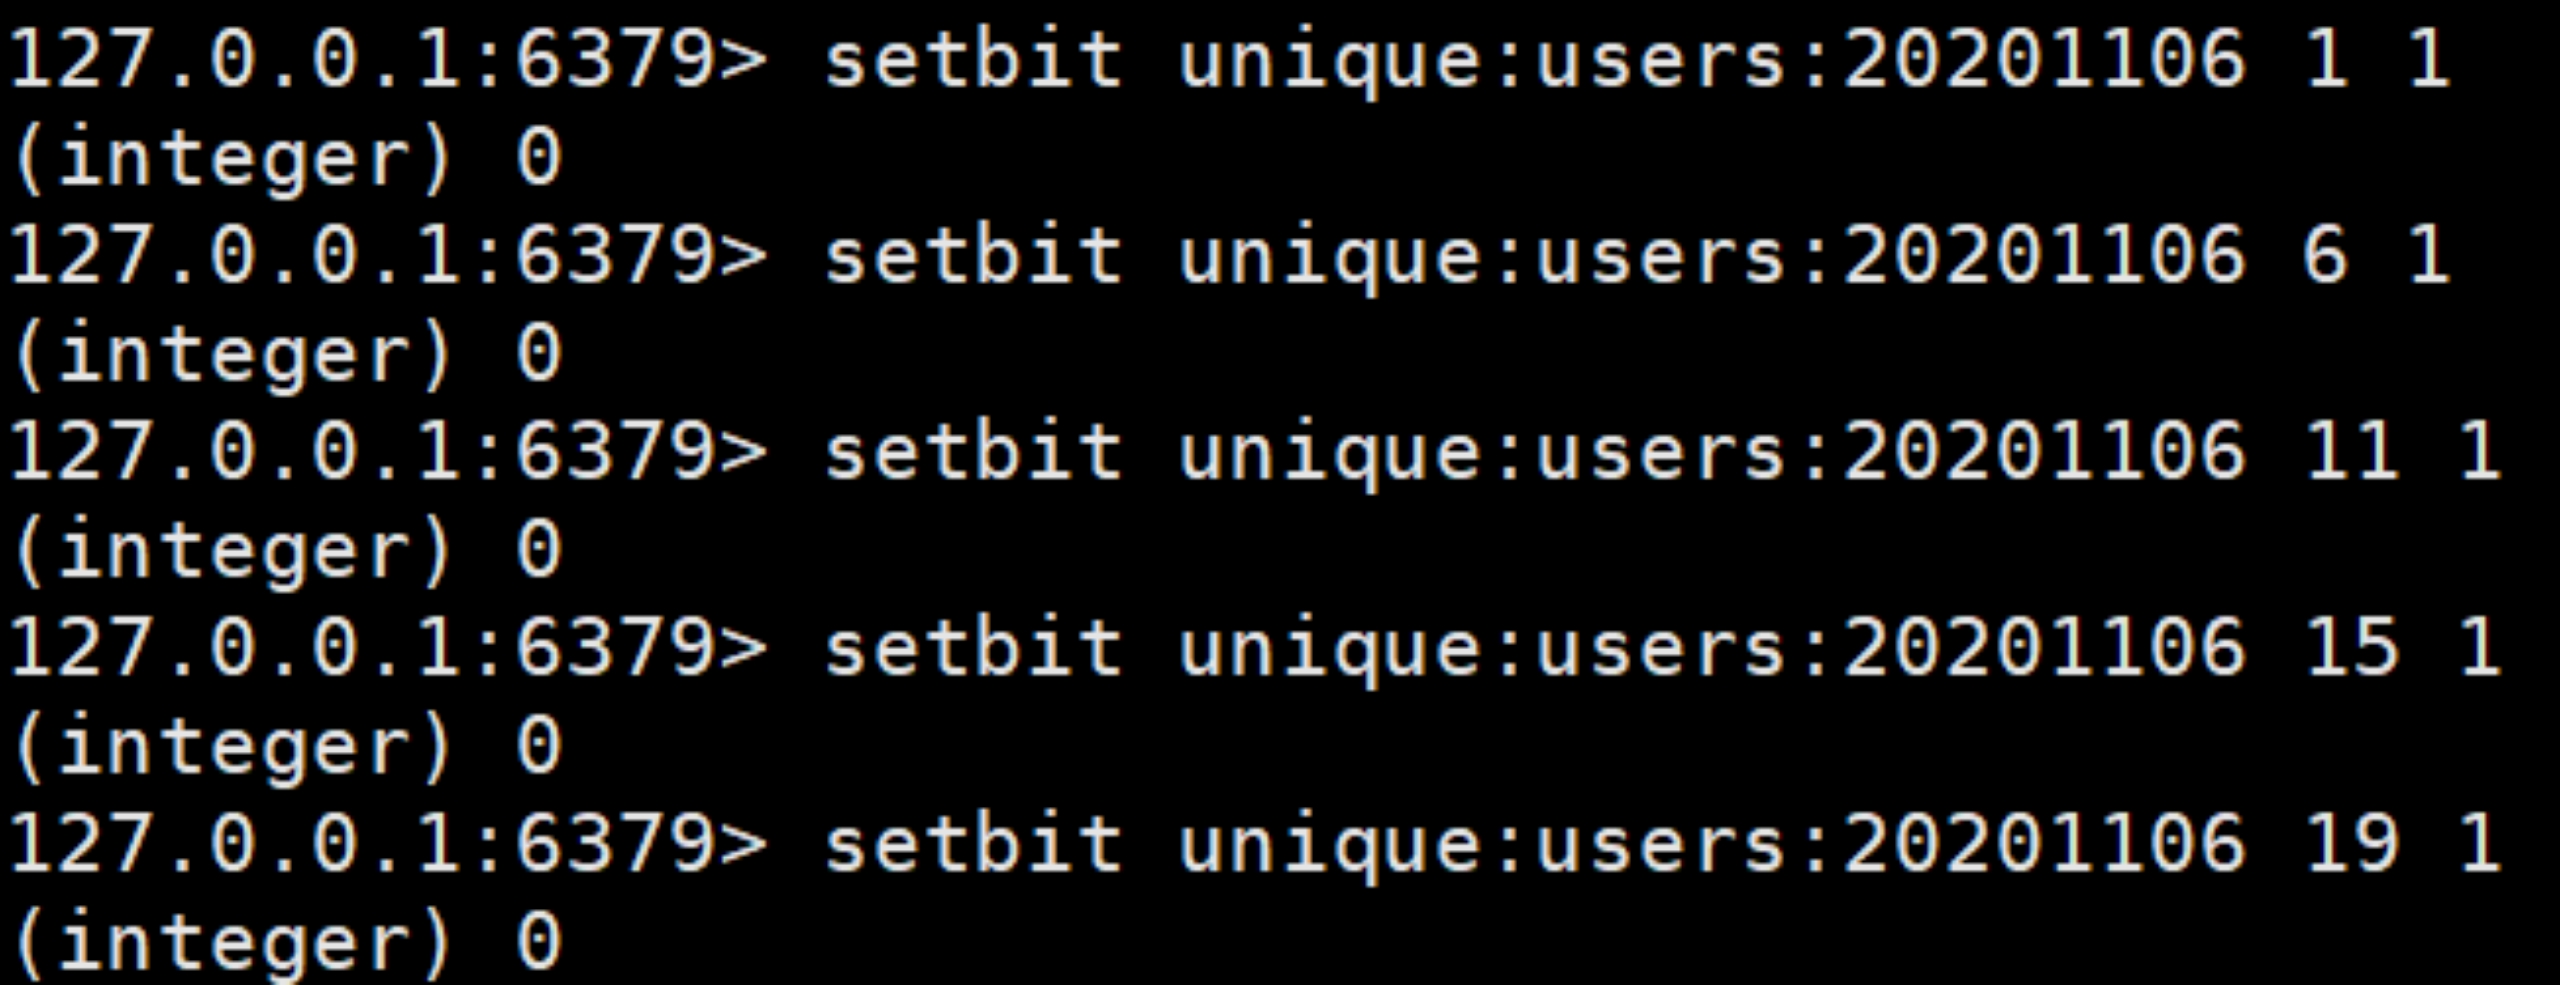 127.0.0.1:6379> setbit unique:users:20201106 1 1
(integer) 0
127.0.0.1:6379> setbit unique:users:20201106 6 1
(integer) 0
127.0.0.1:6379> setbit unique:users:20201106 11 1
(integer) 0
127.0.0.1:6379> setbit unique:users:20201106 15 1
(integer) 0
127.0.0.1:6379> setbit unique:users:20201106 19 1
(integer) 0